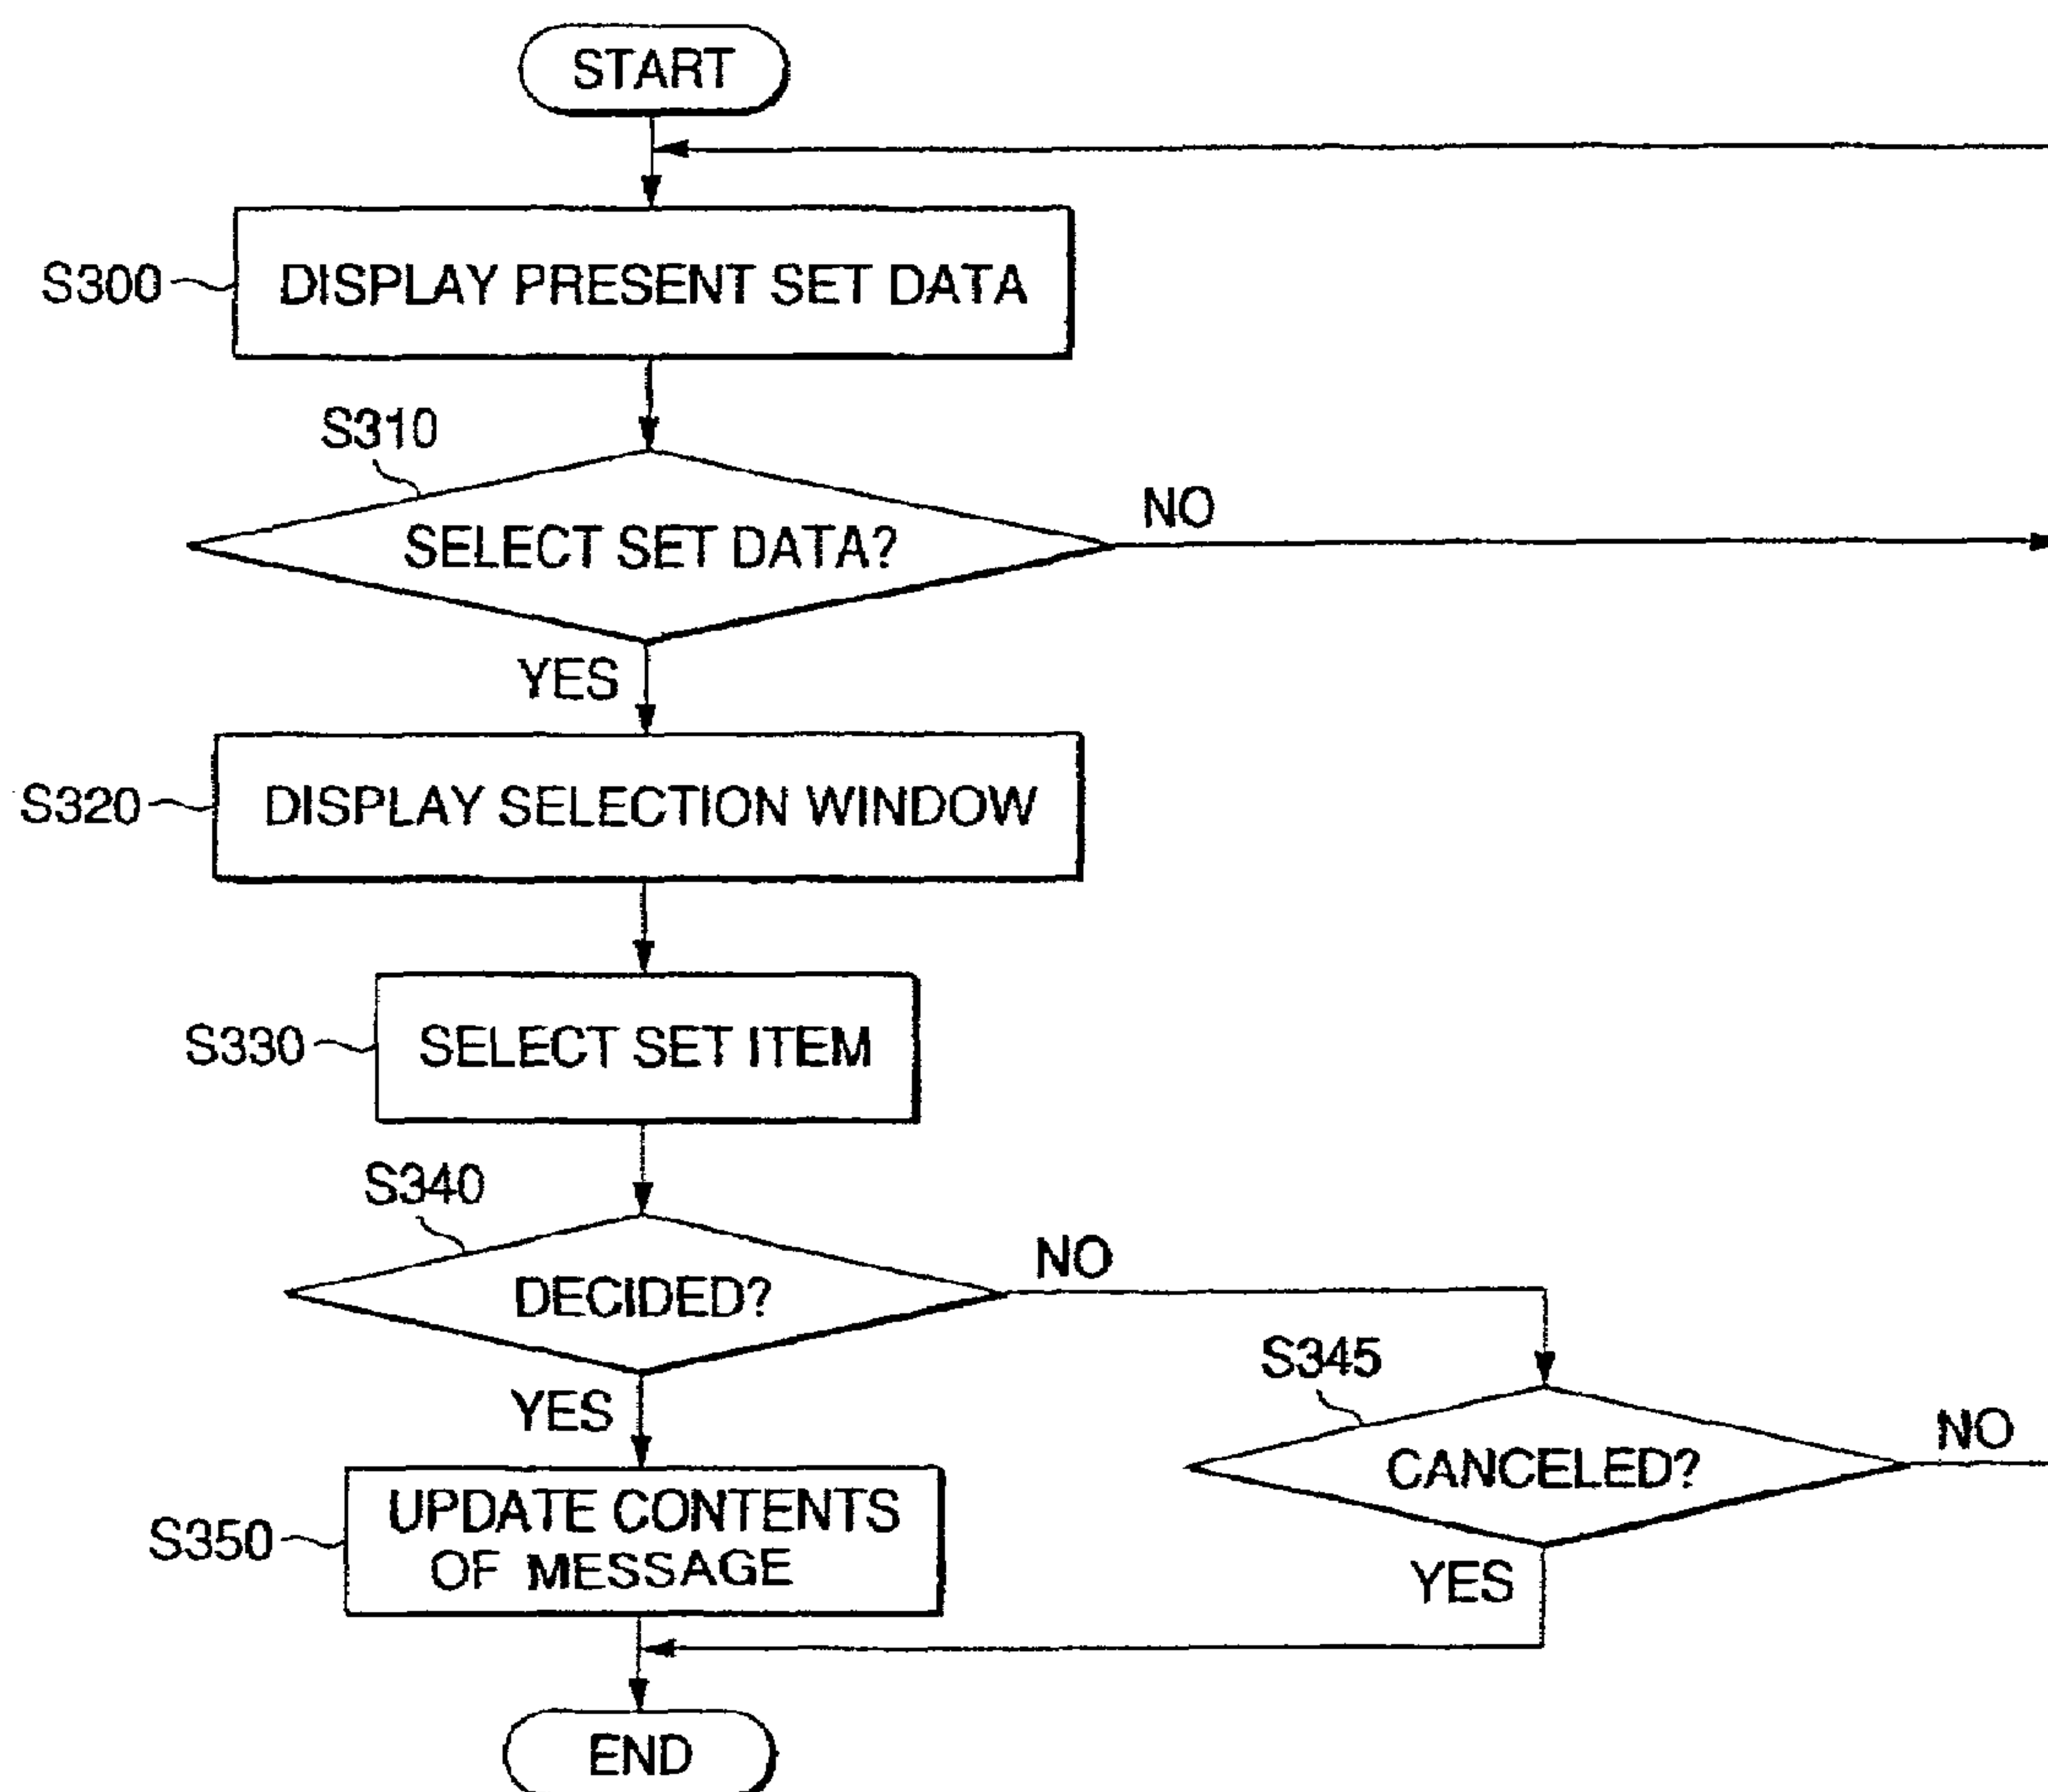 START
S300
DISPLAY PRESENT SET DATA
S310
SELECT SET DATA?
NO
YES
S320
DISPLAY SELECTION WINDOW
S330
SELECT SET ITEM
S340
DECIDED?
NO
YES
S345
CANCELED?
NO
YES
S350
UPDATE CONTENTS
OF MESSAGE
END